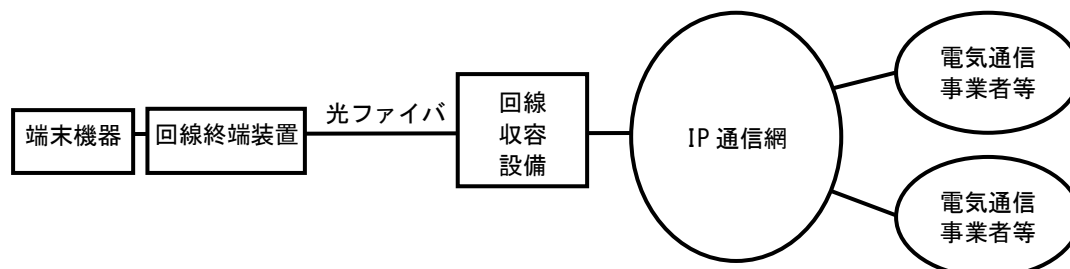 端末機器
回線終端装置
光ファイバ
回線
収容
設備
IP 通信網
電気通信
事業者等
電気通信
事業者等